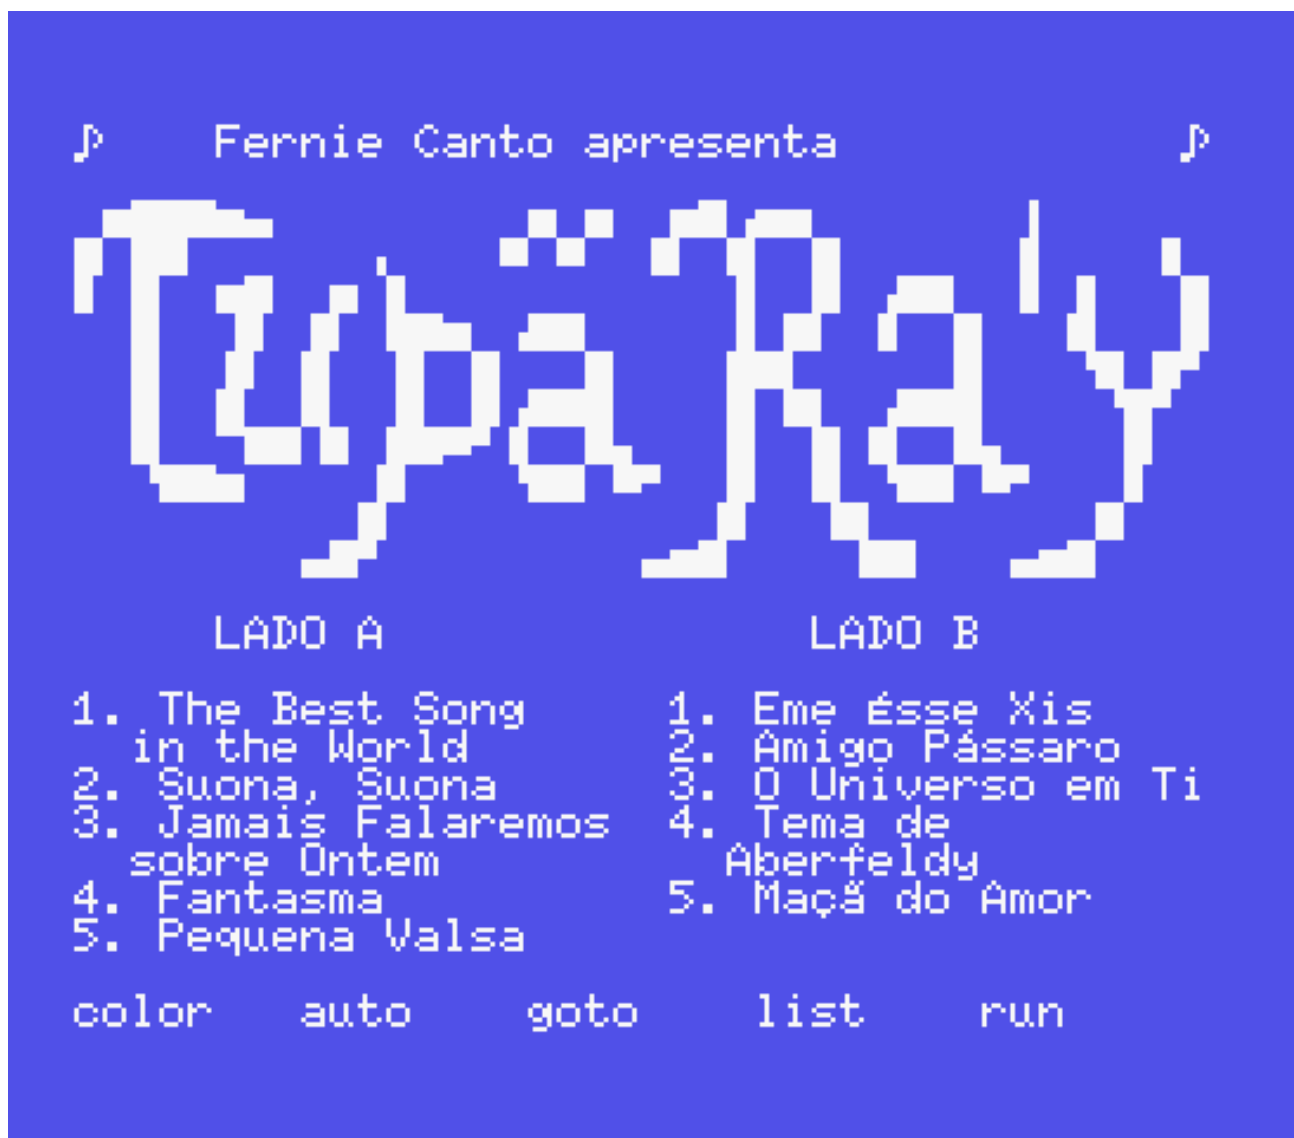 ♪ Fernie Canto apresenta ♪
Tupã Ra'y
LADO A
1. The Best Song
in the World
2. Suona, Suona
3. Jamais Falaremos
sobre Ontem
4. Fantasma
5. Pequena Valsa
LADO B
1. Eme Ésse Xis
2. Amigo Pássaro
3. O Universo em Ti
4. Tema de
Aberfeldy
5. Maçã do Amor
color auto goto list run